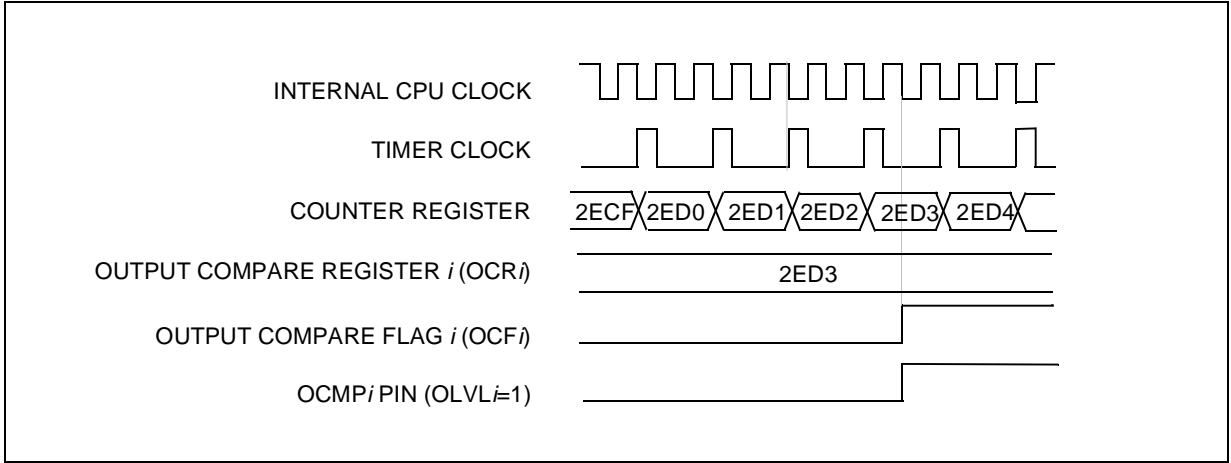 INTERNAL CPU CLOCK
TIMER CLOCK
COUNTER REGISTER
2ECF 2ED0 2ED1 2ED2 2ED3 2ED4
OUTPUT COMPARE REGISTER i (OCRi)
2ED3
OUTPUT COMPARE FLAG i (OCFi)
OCMPi PIN (OLVLi=1)